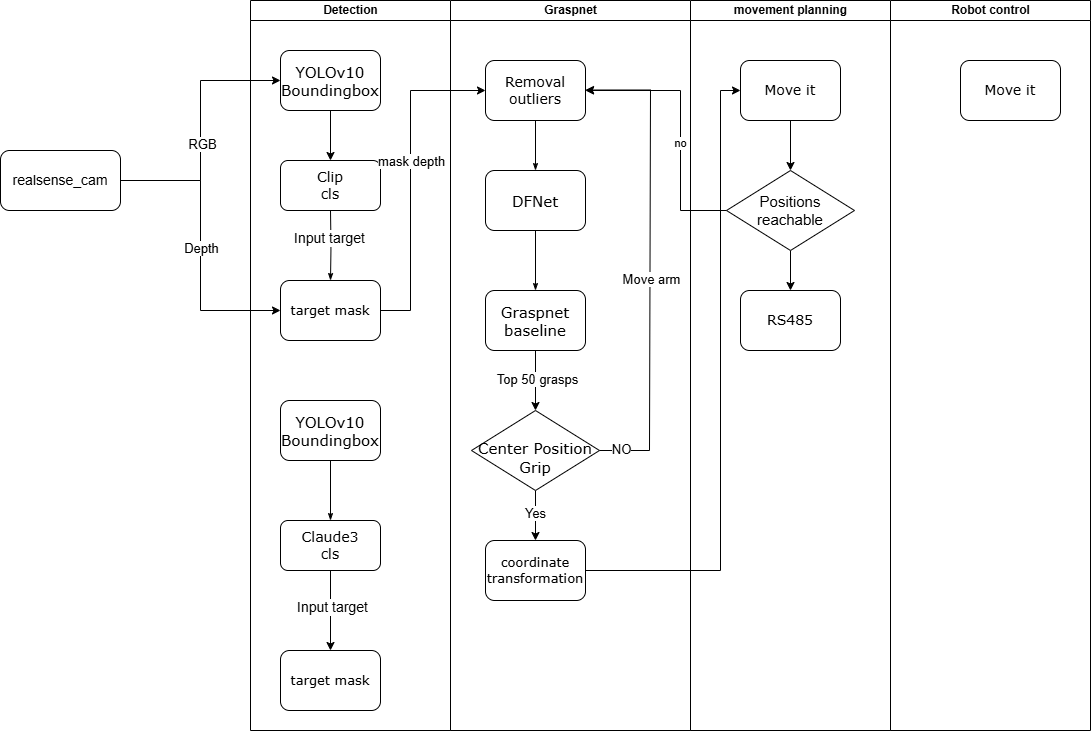 Detection
Graspnet
movement planning
Robot control
realsense_cam
RGB
Depth
YOLOv10
Boundingbox
Clip
cls
Input target
target mask
mask depth
YOLOv10
Boundingbox
Claude3
cls
Input target
target mask
Removal
outliers
DFNet
Graspnet
baseline
Top 50 grasps
Center Position
Grip
NO
Move arm
Yes
coordinate
transformation
Move it
Positions
reachable
no
RS485
Move it